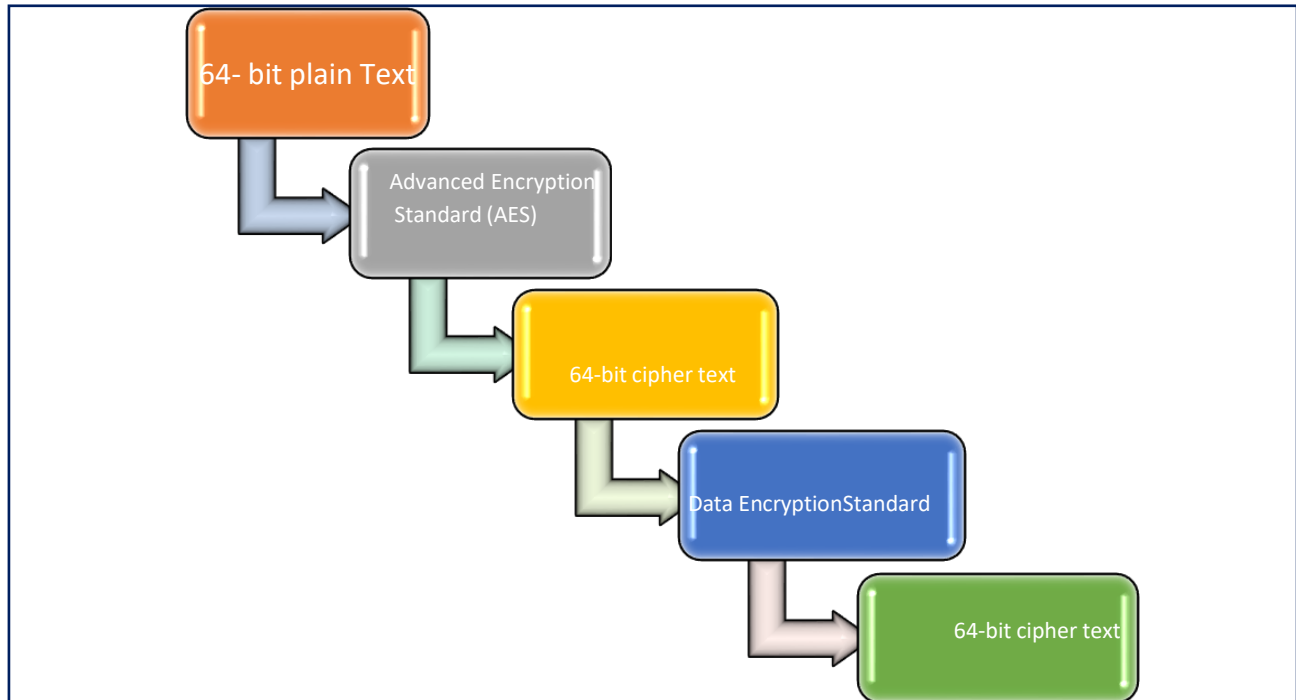 64- bit plain Text
Advanced Encryption
Standard (AES)
64-bit cipher text
Data EncryptionStandard
64-bit cipher text